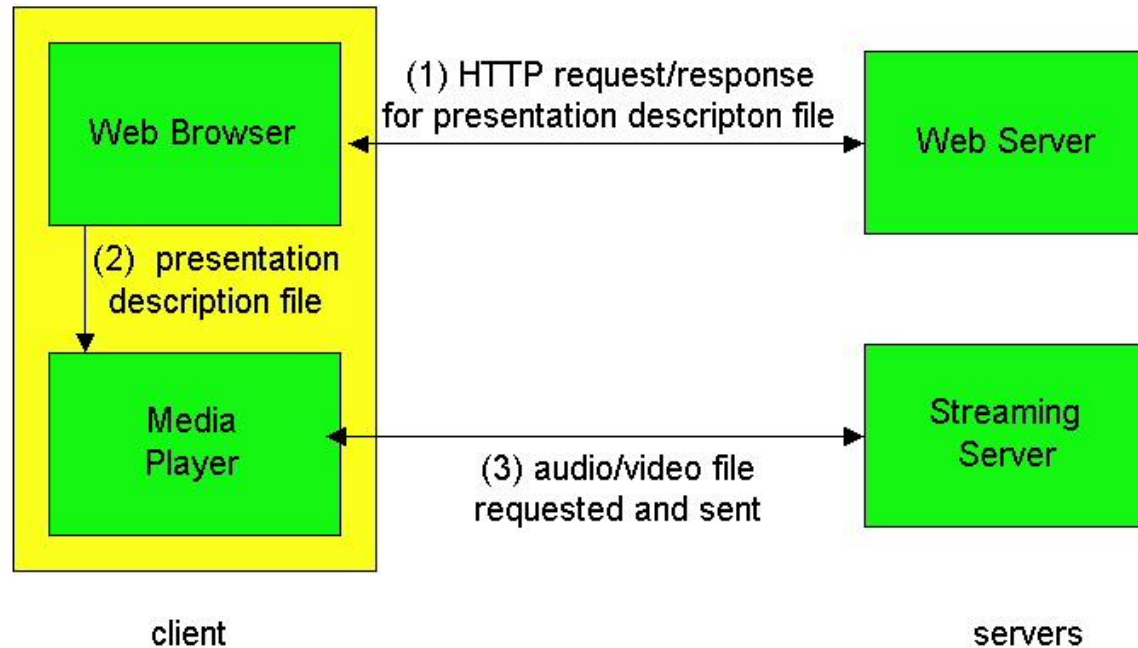 Web Browser
(1) HTTP request/response
for presentation descripton file
Web Server
(2) presentation
description file
Media
Player
(3) audio/video file
requested and sent
Streaming
Server
client
servers